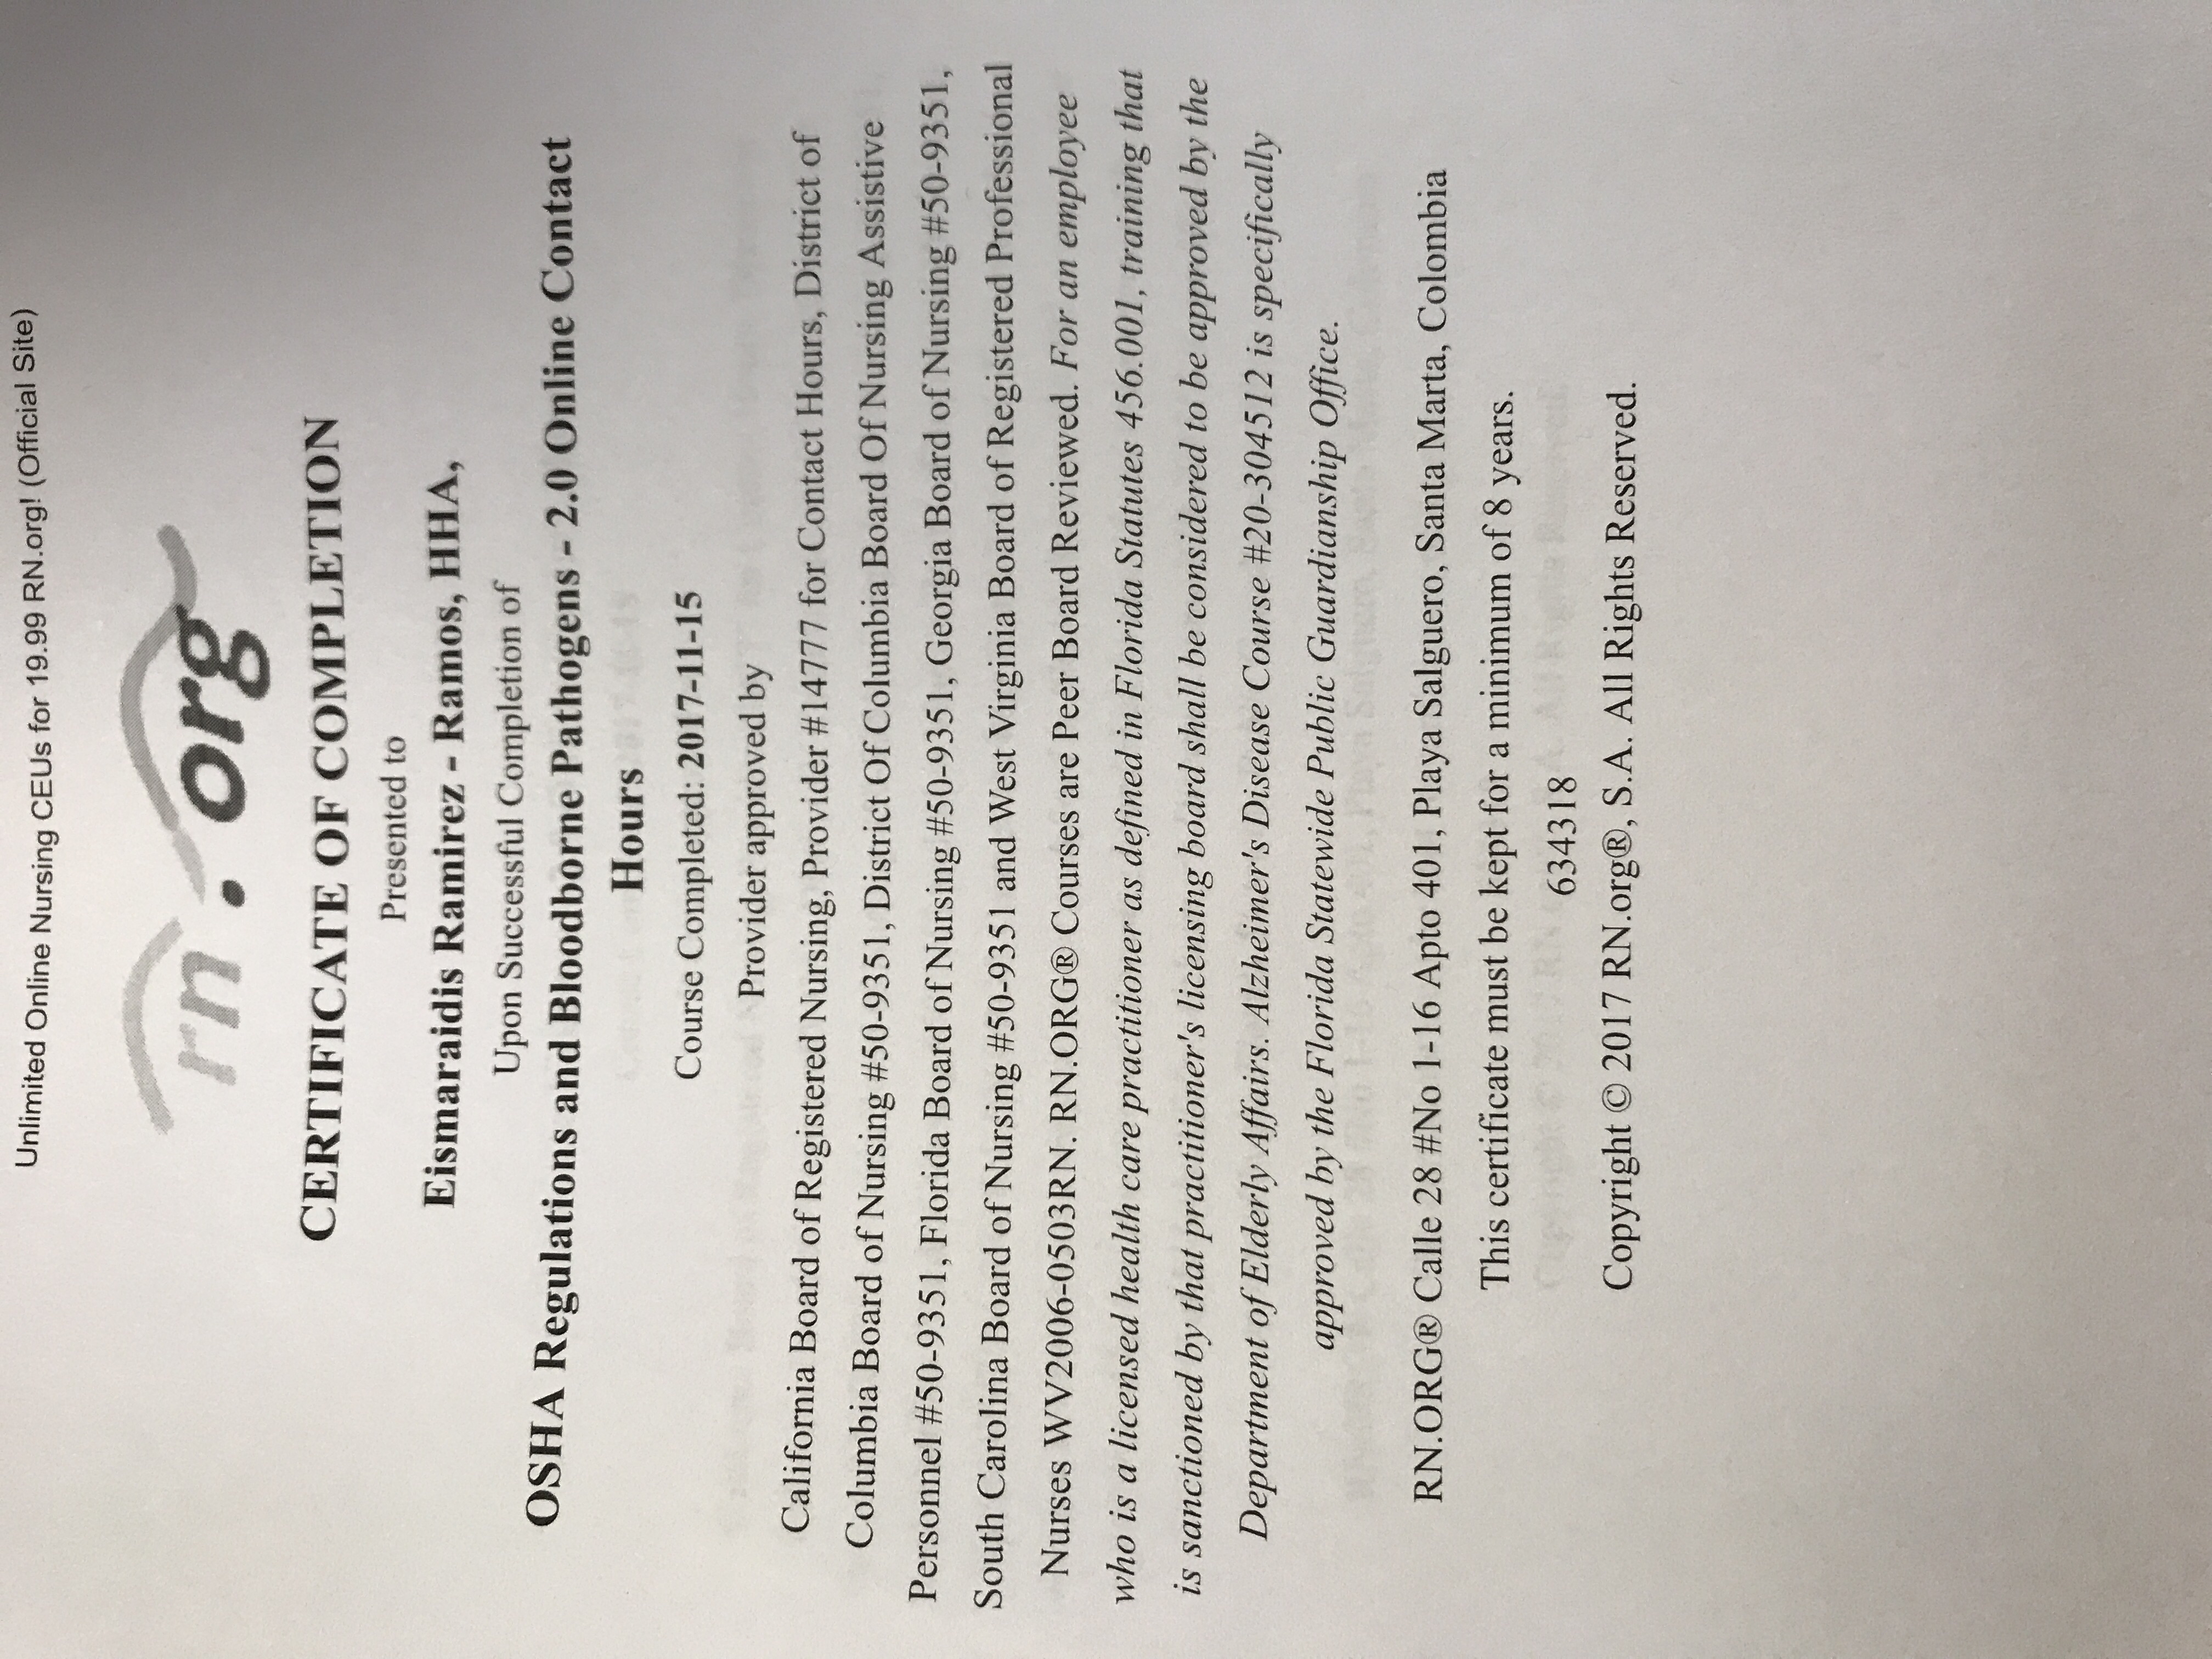 Unlimited Online Nursing CEUs for 19.99 RN.org! (Official Site)
rn.org
CERTIFICATE OF COMPLETION
Presented to
Eismaraidis Ramirez - Ramos, HHA,
Upon Successful Completion of
OSHA Regulations and Bloodborne Pathogens - 2.0 Online Contact
Hours
Course Completed: 2017-11-15
Provider approved by
California Board of Registered Nursing, Provider #14777 for Contact Hours, District of
Columbia Board of Nursing #50-9351, District Of Columbia Board Of Nursing Assistive
Personnel #50-9351, Florida Board of Nursing #50-9351, Georgia Board of Nursing #50-9351,
South Carolina Board of Nursing #50-9351 and West Virginia Board of Registered Professional
Nurses WV2006-0503RN. RN.ORG® Courses are Peer Board Reviewed. For an employee
who is a licensed health care practitioner as defined in Florida Statutes 456.001, training that
is sanctioned by that practitioner's licensing board shall be considered to be approved by the
Department of Elderly Affairs. Alzheimer's Disease Course #20-304512 is specifically
approved by the Florida Statewide Public Guardianship Office.
RN.ORG® Calle 28 #No 1-16 Apto 401, Playa Salguero, Santa Marta, Colombia
This certificate must be kept for a minimum of 8 years.
634318
Copyright © 2017 RN.org®, S.A. All Rights Reserved.